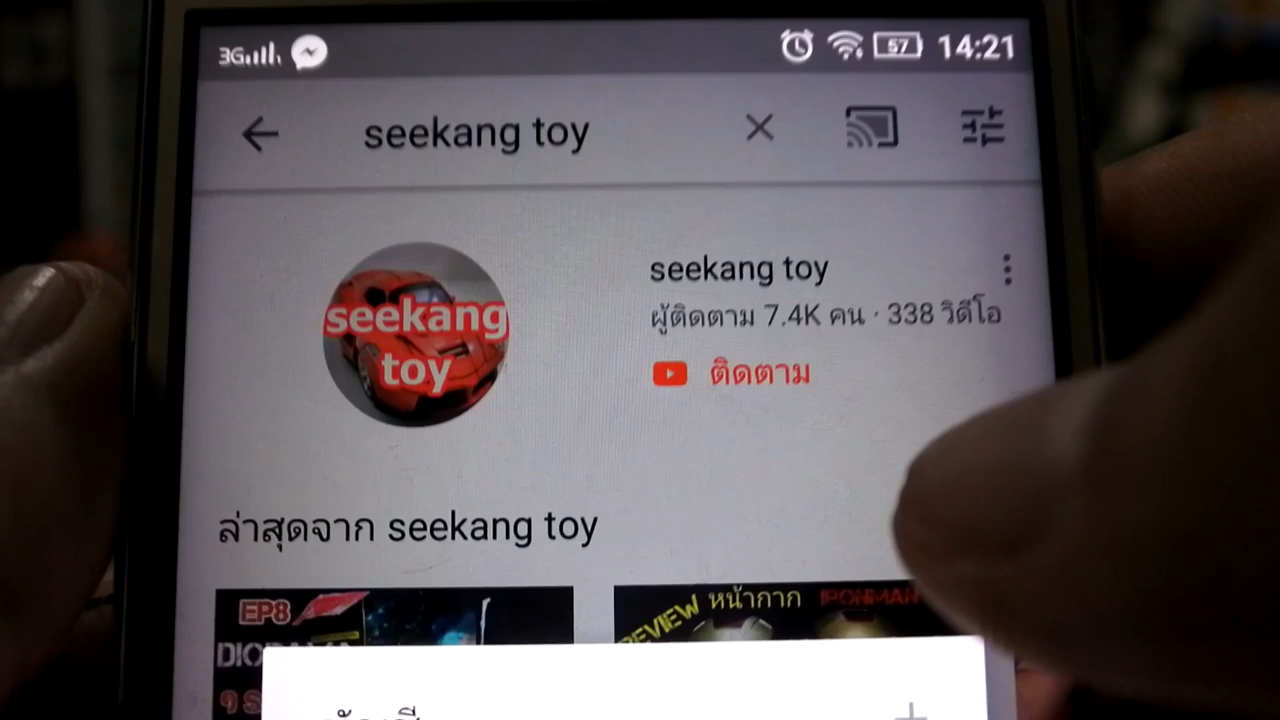 3G 57 14:21
seekang toy
seekang
toy
seekang toy
ผู้ติดตาม 7.4K คน · 338 วิดีโอ
ติดตาม
ล่าสุดจาก seekang toy
EP8
REVIEW หน้ากาก IRONMAN